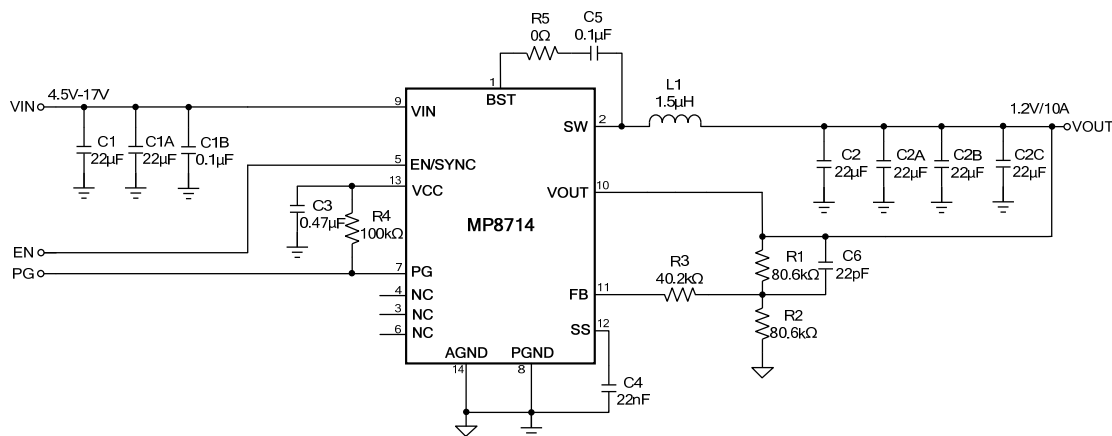 R5
0Ω
C5
0.1μF
1
BST
VIN
4.5V-17V
9
VIN
C1
22μF
C1A
22μF
C1B
0.1μF
SW
2
L1
1.5μH
1.2V/10A
VOUT
5
EN/SYNC
13
VCC
C3
0.47μF
R4
100kΩ
MP8714
VOUT
10
C2
22μF
C2A
22μF
C2B
22μF
C2C
22μF
EN
PG
7
PG
4
NC
3
NC
6
NC
R3
40.2kΩ
R1
80.6kΩ
C6
22pF
FB
11
R2
80.6kΩ
SS
12
AGND
14
PGND
8
C4
22nF